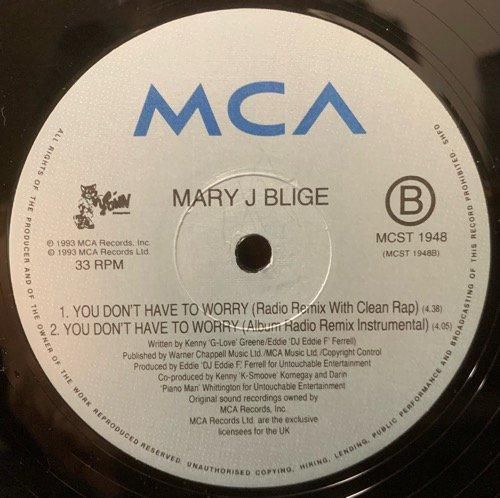 MCA
MARY J BLIGE
B
℗ 1993 MCA Records, Inc.
© 1993 MCA Records Ltd.
33 RPM
MCST 1948
(MCST 1948B)
1. YOU DON'T HAVE TO WORRY (Radio Remix With Clean Rap) (4.38)
2. YOU DON'T HAVE TO WORRY (Album Radio Remix Instrumental) (4.05)
Written by Kenny 'G-Love' Greene/Eddie 'DJ Eddie F' Ferrell)
Published by Warner Chappell Music Ltd./MCA Music Ltd./Copyright Control
Produced by Eddie 'DJ Eddie F.' Ferrell for Untouchable Entertainment
Co-produced by Kenny 'K-Smoove' Kornegay and Darin
'Piano Man' Whittington for Untouchable Entertainment
Original sound recordings owned by
MCA Records, Inc.
MCA Records Ltd. are the exclusive
licensees for the UK
ALL RIGHTS OF THE PRODUCER AND OF THE OWNER OF THE WORK REPRODUCED RESERVED. UNAUTHORISED COPYING, HIRING, LENDING, PUBLIC PERFORMANCE AND BROADCASTING OF THIS RECORD PROHIBITED. SHFO